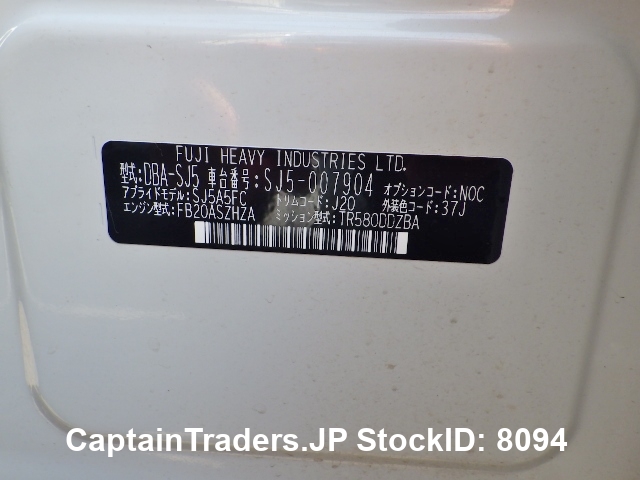 FUJI HEAVY INDUSTRIES LTD.
型式:DBA-SJ5 車台番号:SJ5-007904 オプションコード:NOC
アプライドモデル:SJ5A5FC トリムコード:J20 外装色コード:37J
エンジン型式:FB20ASZHZA ミッション型式:TR580DDZBA
CaptainTraders.JP StockID: 8094